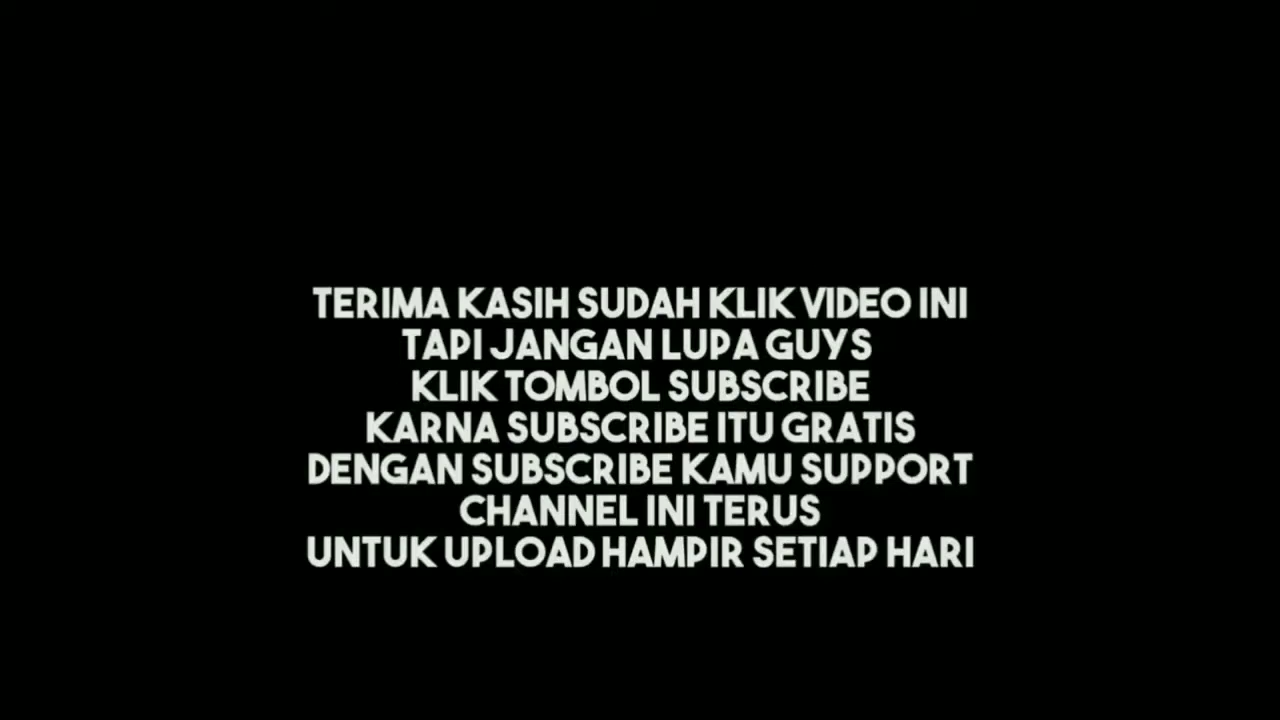 TERIMA KASIH SUDAH KLIK VIDEO INI
TAPI JANGAN LUPA GUYS
KLIK TOMBOL SUBSCRIBE
KARNA SUBSCRIBE ITU GRATIS
DENGAN SUBSCRIBE KAMU SUPPORT
CHANNEL INI TERUS
UNTUK UPLOAD HAMPIR SETIAP HARI